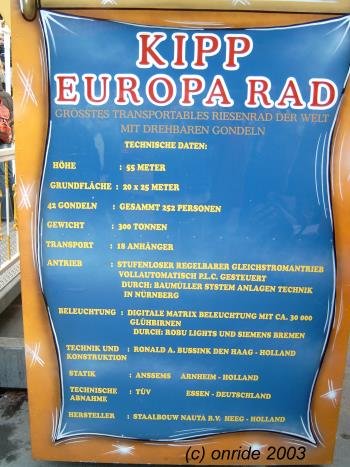 KIPP
EUROPA RAD
GRÖSSTES TRANSPORTABLES RIESENRAD DER WELT
MIT DREHBAREN GONDELN
TECHNISCHE DATEN:
HÖHE : 55 METER
GRUNDFLÄCHE : 20 x 25 METER
42 GONDELN : GESAMMT 252 PERSONEN
GEWICHT : 300 TONNEN
TRANSPORT : 18 ANHÄNGER
ANTRIEB : STUFENLOSER REGELBARER GLEICHSTROMANTRIEB
VOLLAUTOMATISCH P.L.C. GESTEUERT
DURCH: BAUMÜLLER SYSTEM ANLAGEN TECHNIK
IN NÜRNBERG
BELEUCHTUNG : DIGITALE MATRIX BELEUCHTUNG MIT CA. 30 000
GLÜHBIRNEN
DURCH: ROBU LIGHTS UND SIEMENS BREMEN
TECHNIK UND : RONALD A. BUSSINK DEN HAAG - HOLLAND
KONSTRUKTION
STATIK : ANSSEMS ARNHEIM - HOLLAND
TECHNISCHE : TÜV ESSEN - DEUTSCHLAND
ABNAHME
HERSTELLER : STAALBOUW NAUTA B.V. HEEG - HOLLAND
(c) onride 2003